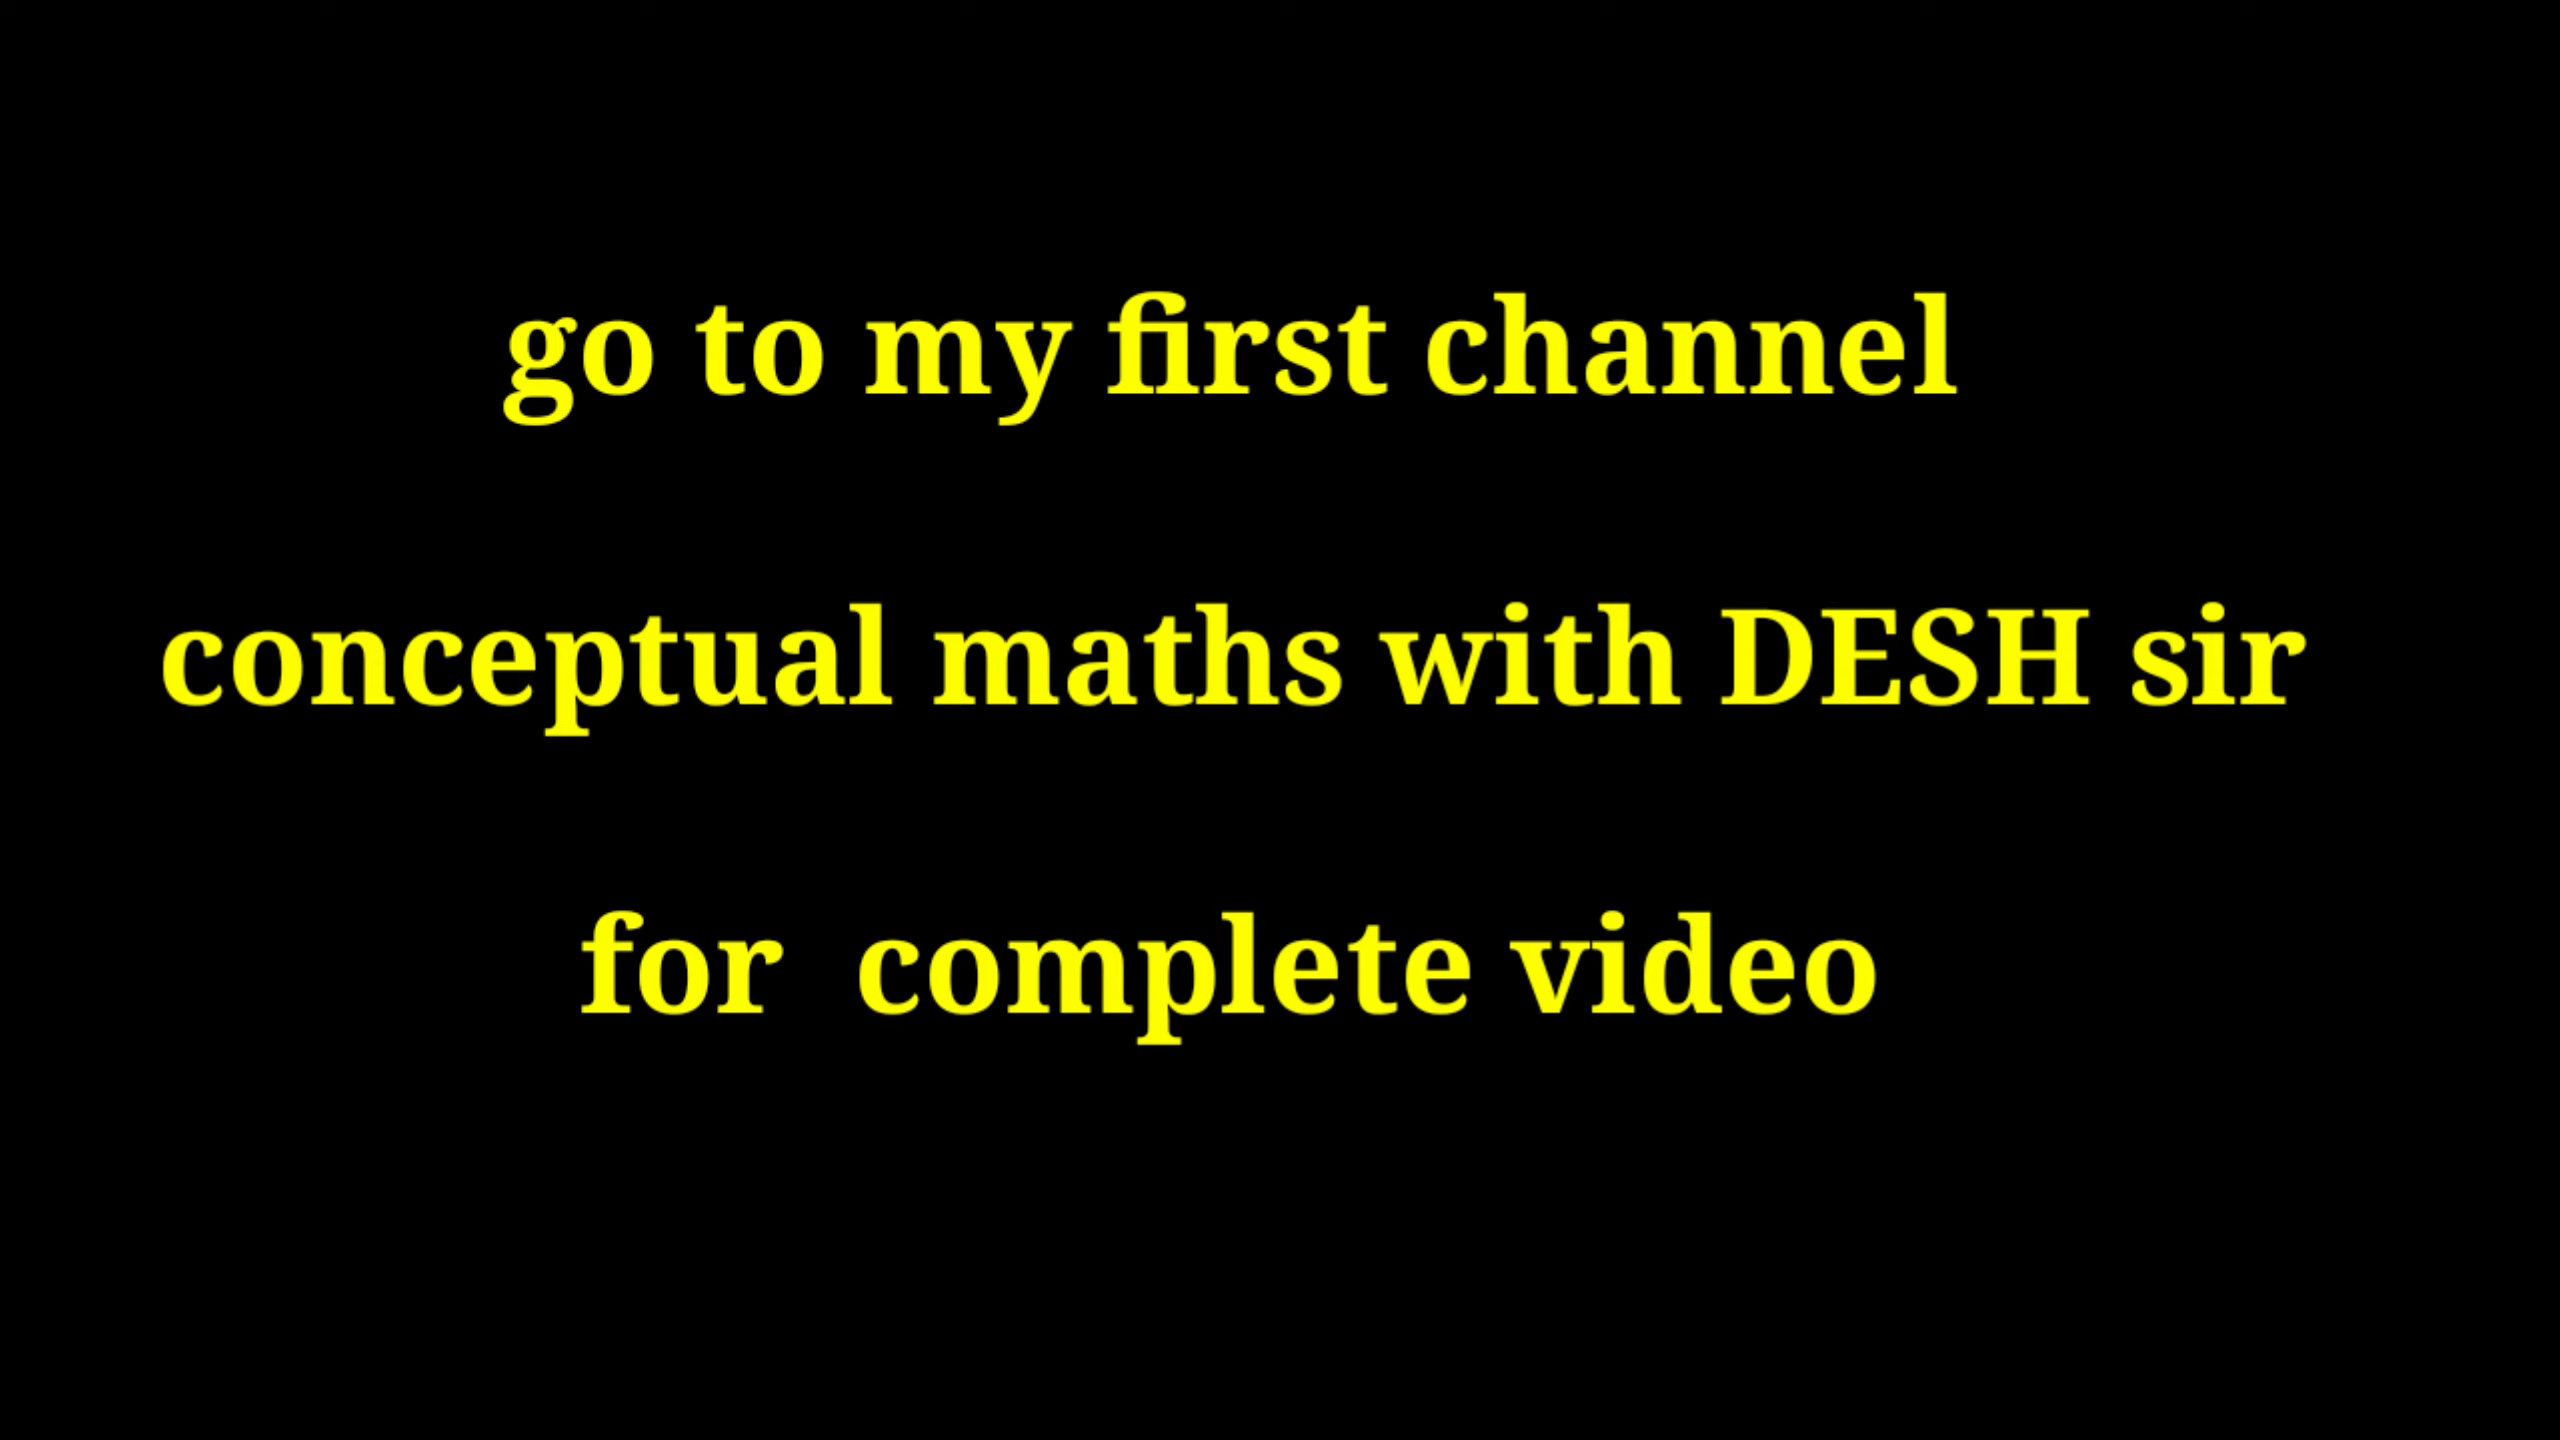 go to my first channel
conceptual maths with DESH sir
for  complete video